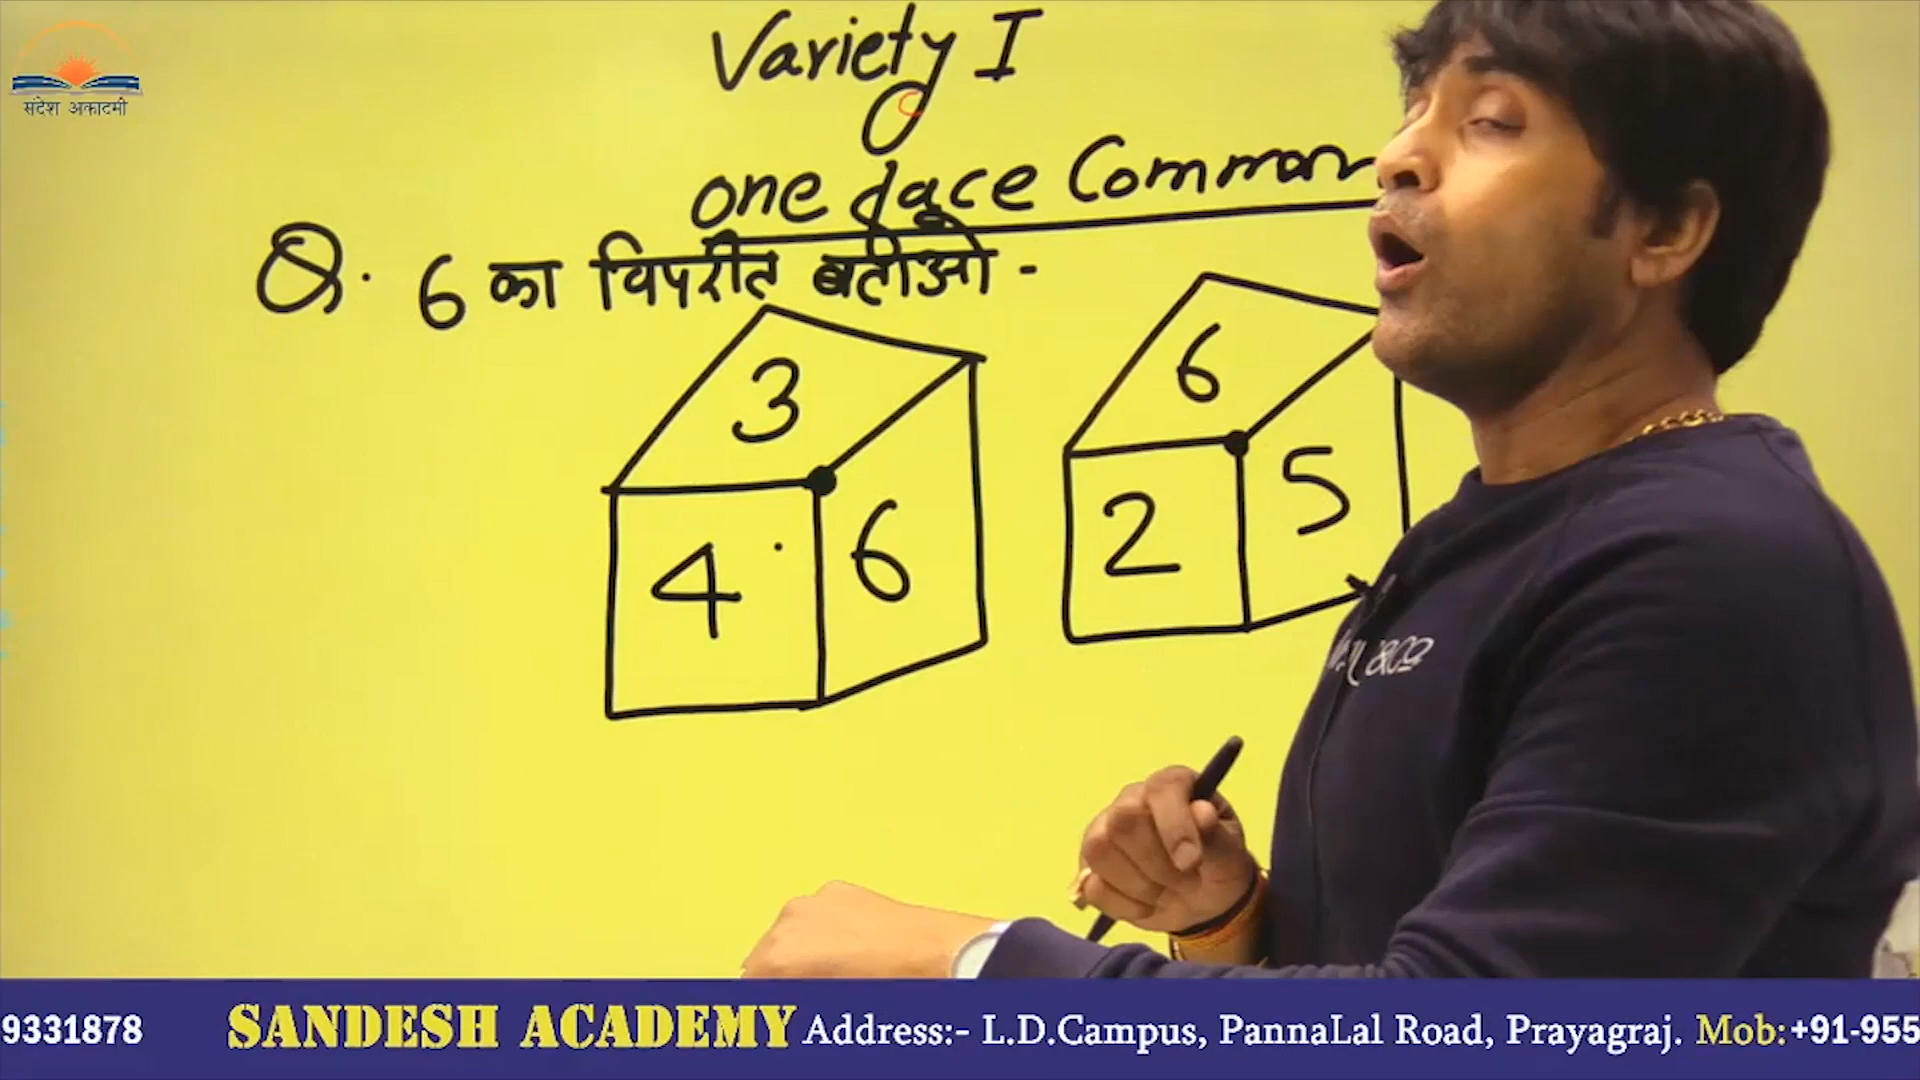 संदेश अकादमी
Variety I
one face Common
Q. 6 का विपरीत बताओ -
3
4
6
6
2
5
9331878 SANDESH ACADEMY Address:- L.D.Campus, PannaLal Road, Prayagraj. Mob:+91-955